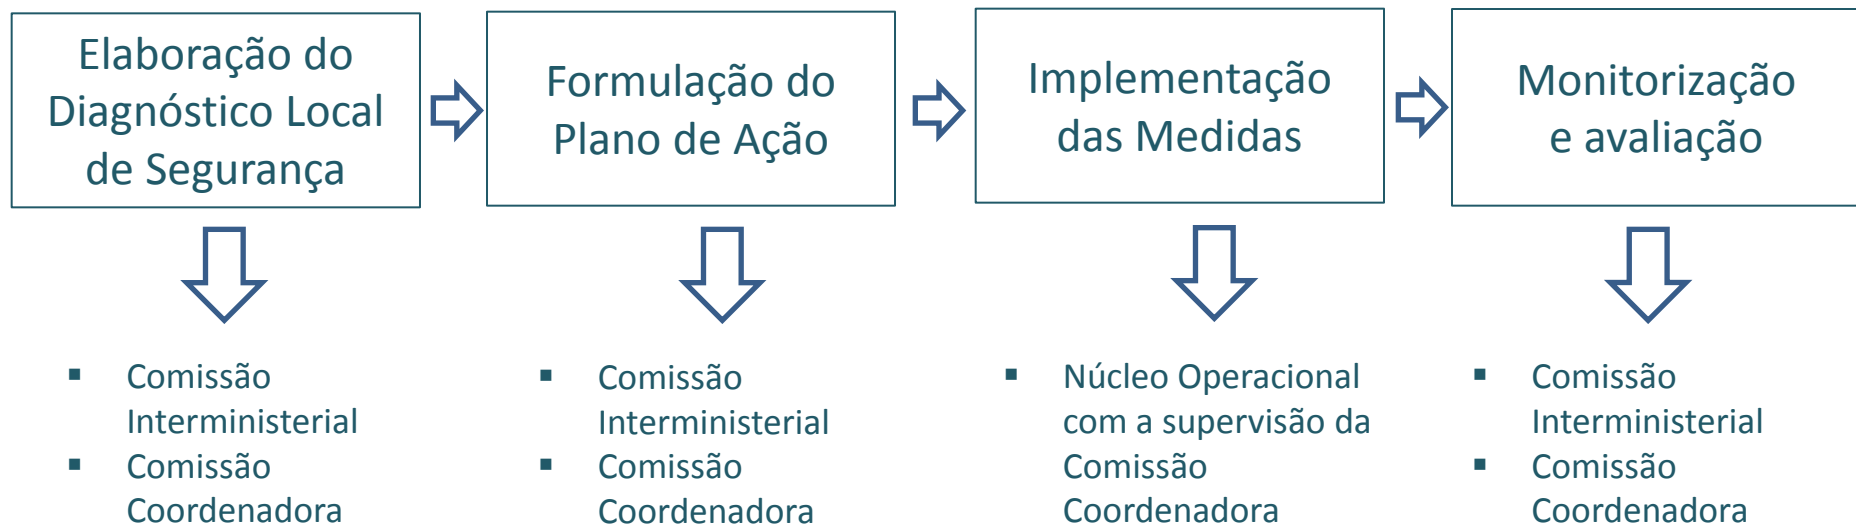 Elaboração do
Diagnóstico Local
de Segurança
Formulação do
Plano de Ação
Implementação
das Medidas
Monitorização
e avaliação
▪ Comissão
Interministerial
▪ Comissão
Coordenadora
▪ Comissão
Interministerial
▪ Comissão
Coordenadora
▪ Núcleo Operacional
com a supervisão da
Comissão
Coordenadora
▪ Comissão
Interministerial
▪ Comissão
Coordenadora